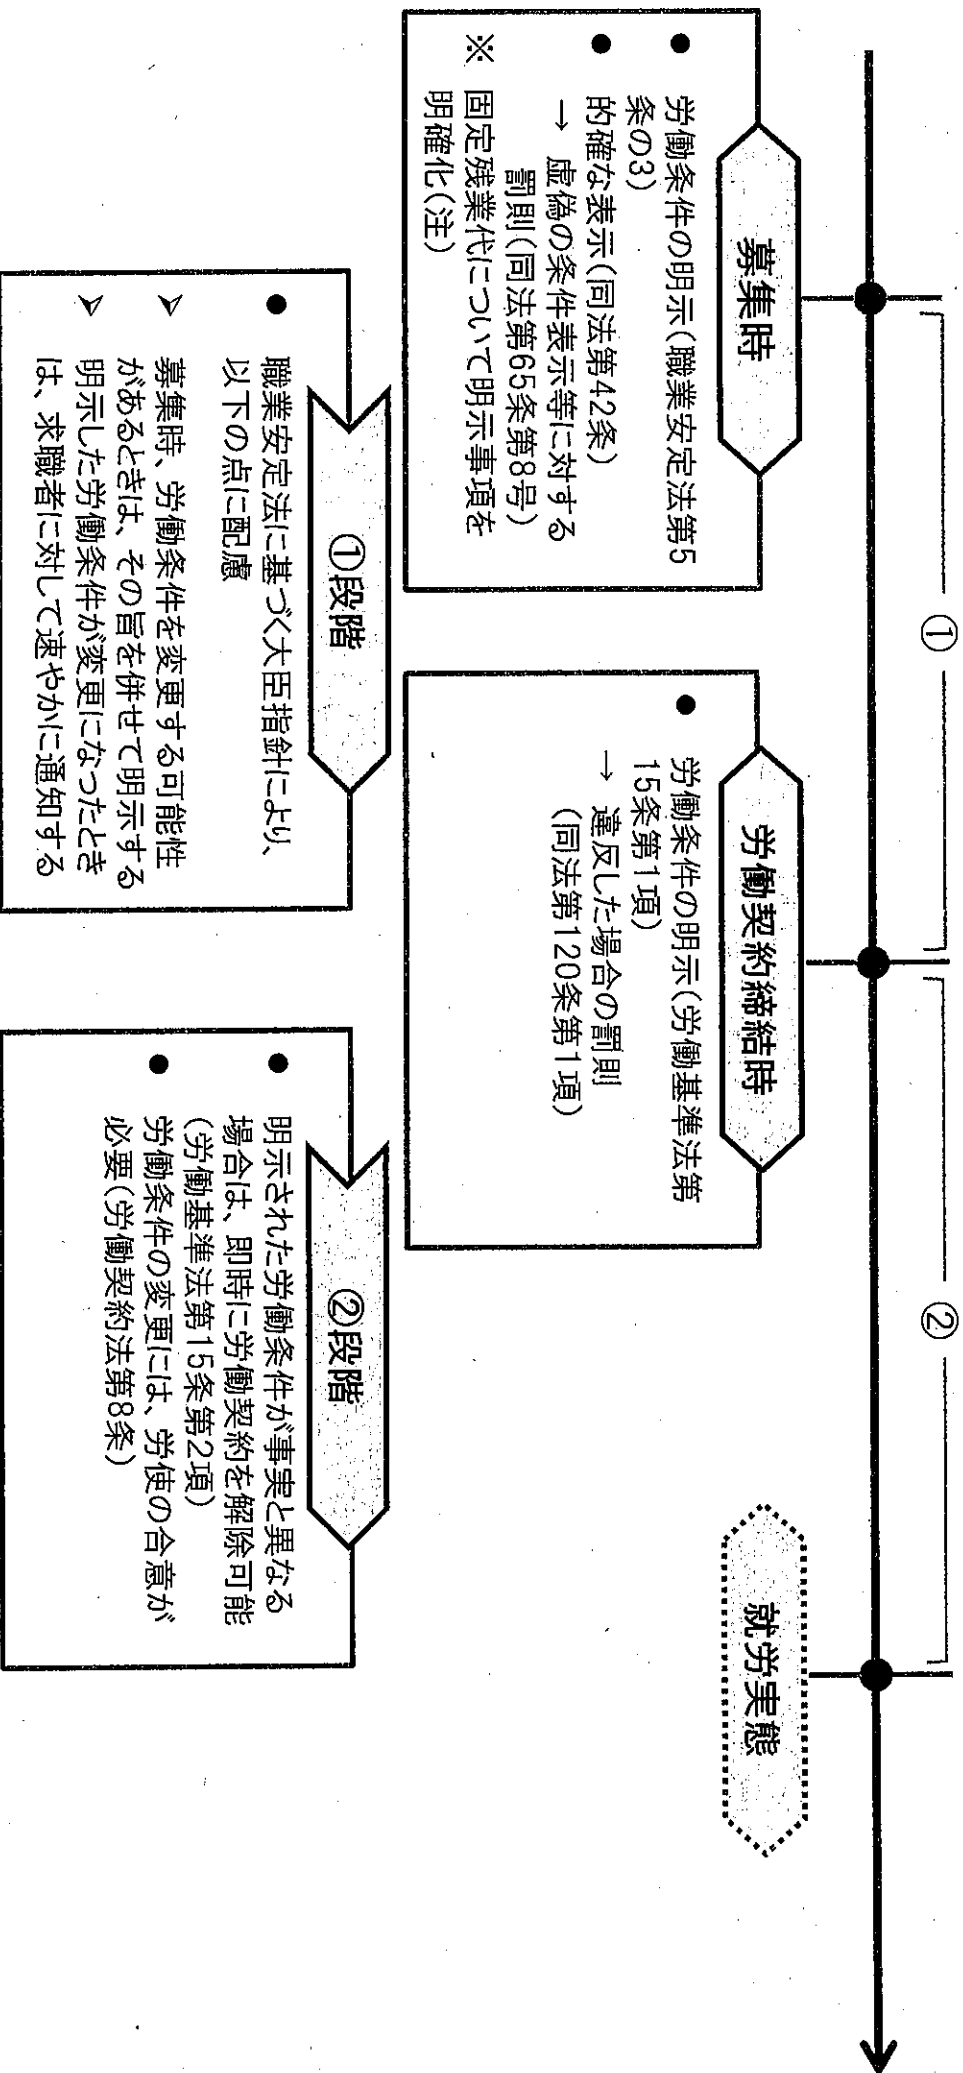 ①
②
募集時
● 労働条件の明示(職業安定法第5
条の3)
● 的確な表示(同法第42条)
→ 虚偽の条件表示等に対する
罰則(同法第65条第8号)
※ 固定残業代について明示事項を
明確化(注)
労働契約締結時
● 労働条件の明示(労働基準法第
15条第1項)
→ 違反した場合の罰則
(同法第120条第1項)
就労実態
①段階
● 職業安定法に基づく大臣指針により、
以下の点に配慮
➢ 募集時、労働条件を変更する可能性
があるときは、その旨を併せて明示する
➢ 明示した労働条件が変更になったとき
は、求職者に対して速やかに通知する
②段階
● 明示された労働条件が事実と異なる
場合は、即時に労働契約を解除可能
(労働基準法第15条第2項)
● 労働条件の変更には、労使の合意が
必要(労働契約法第8条)